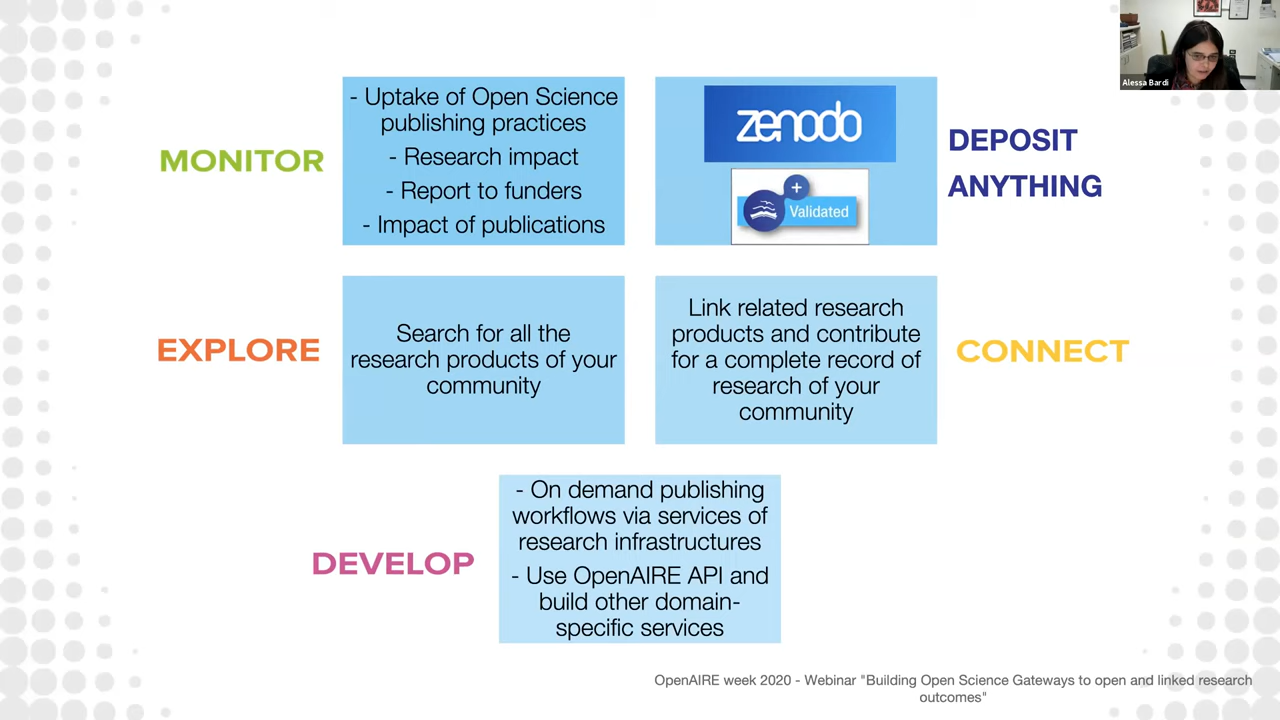 Alessa Bardi
MONITOR
- Uptake of Open Science
publishing practices
- Research impact
- Report to funders
- Impact of publications
zenodo
Validated
DEPOSIT
ANYTHING
EXPLORE
Search for all the
research products of your
community
Link related research
products and contribute
for a complete record of
research of your
community
CONNECT
DEVELOP
- On demand publishing
workflows via services of
research infrastructures
- Use OpenAIRE API and
build other domain-
specific services
OpenAIRE week 2020 - Webinar "Building Open Science Gateways to open and linked research
outcomes"